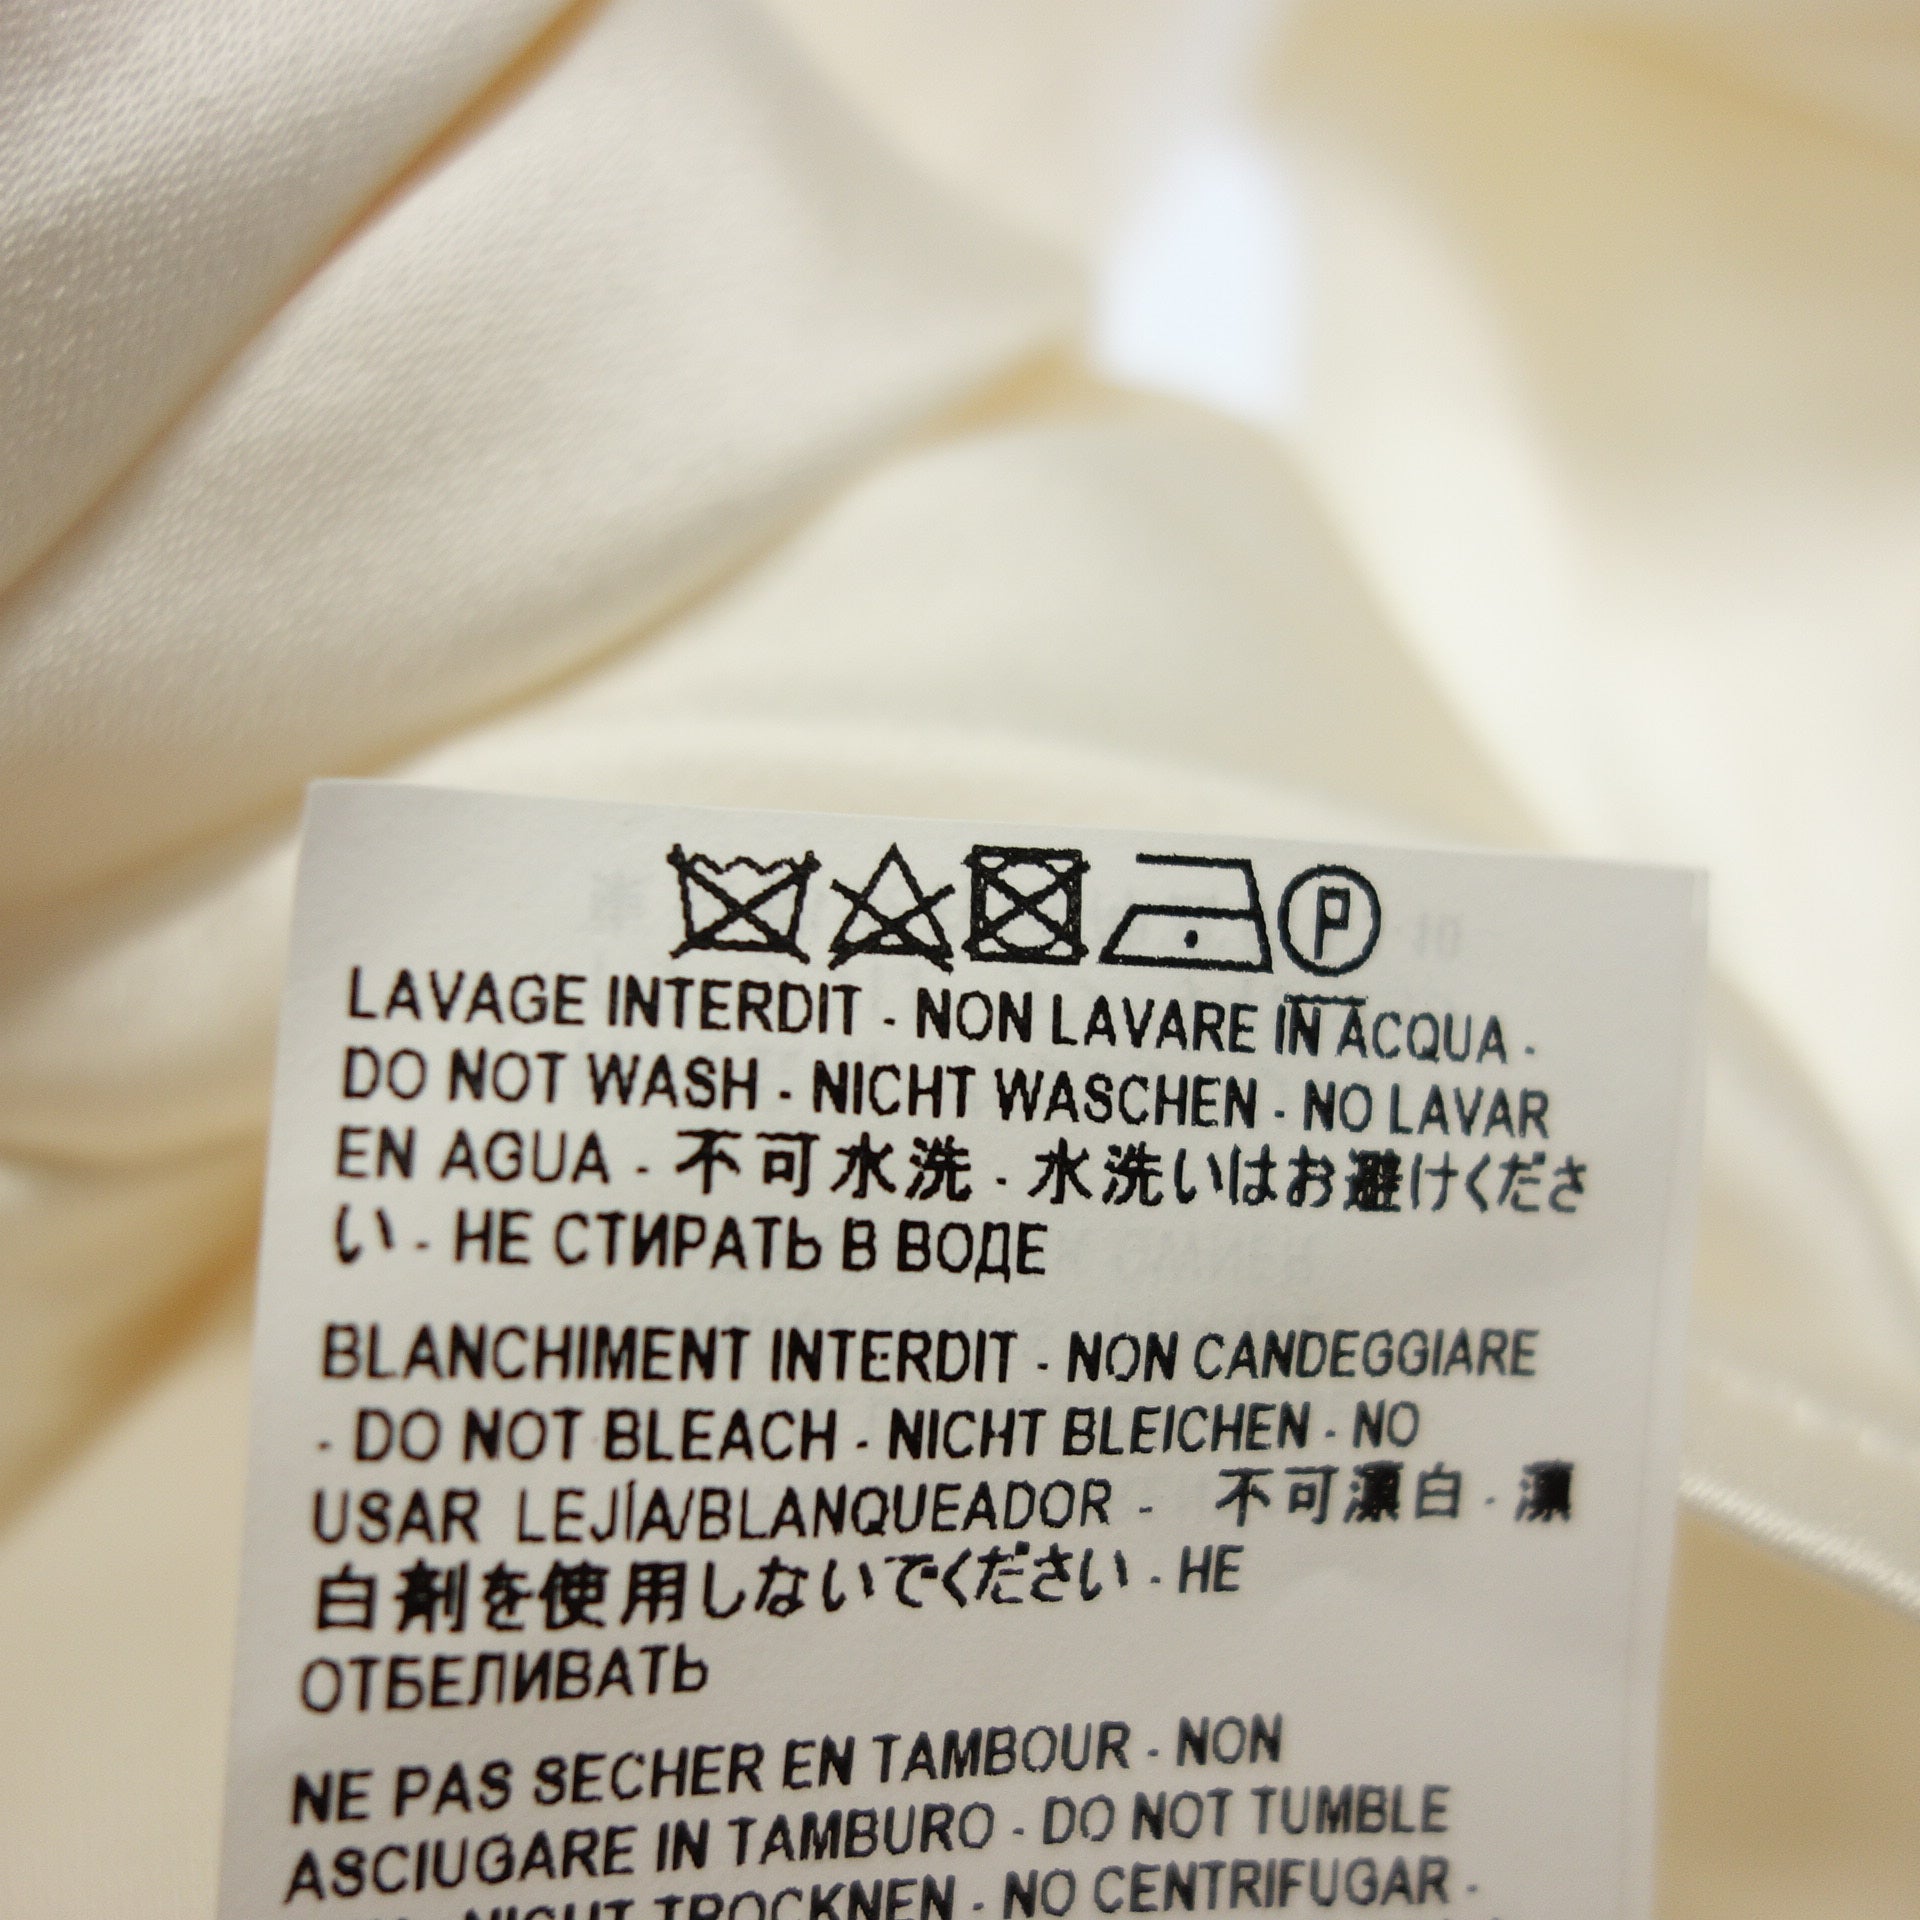 P
LAVAGE INTERDIT - NON LAVARE IN ACQUA -
DO NOT WASH - NICHT WASCHEN - NO LAVAR
EN AGUA - 不可水洗 - 水洗いはお避けくださ
い - НЕ СТИРАТЬ В ВОДЕ
BLANCHIMENT INTERDIT - NON CANDEGGIARE
- DO NOT BLEACH - NICHT BLEICHEN - NO
USAR LEJÍA/BLANQUEADOR - 不可漂白 - 漂
白剤を使用しないでください - НЕ
ОТБЕЛИВАТЬ
NE PAS SECHER EN TAMBOUR - NON
ASCIUGARE IN TAMBURO - DO NOT TUMBLE
- NICHT TROCKNEN - NO CENTRIFUGAR -